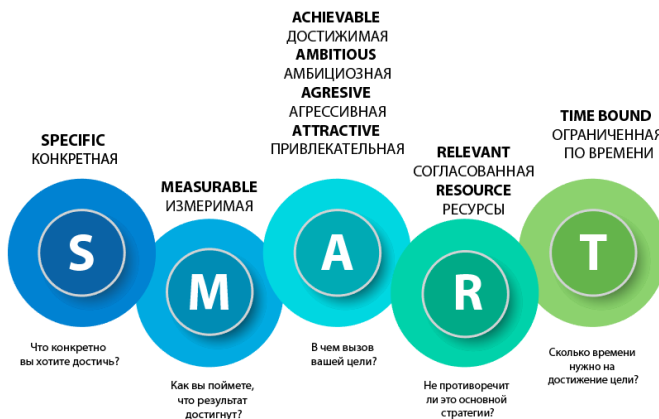 SPECIFIC
КОНКРЕТНАЯ
S
Что конкретно
вы хотите достичь?
MEASURABLE
ИЗМЕРИМАЯ
M
Как вы поймете,
что результат
достигнут?
ACHIEVABLE
ДОСТИЖИМАЯ
AMBITIOUS
АМБИЦИОЗНАЯ
AGRESIVE
АГРЕССИВНАЯ
ATTRACTIVE
ПРИВЛЕКАТЕЛЬНАЯ
A
В чем вызов
вашей цели?
RELEVANT
СОГЛАСОВАННАЯ
RESOURCE
РЕСУРСЫ
R
Не противоречит
ли это основной
стратегии?
TIME BOUND
ОГРАНИЧЕННАЯ
ПО ВРЕМЕНИ
T
Сколько времени
нужно на
достижение цели?